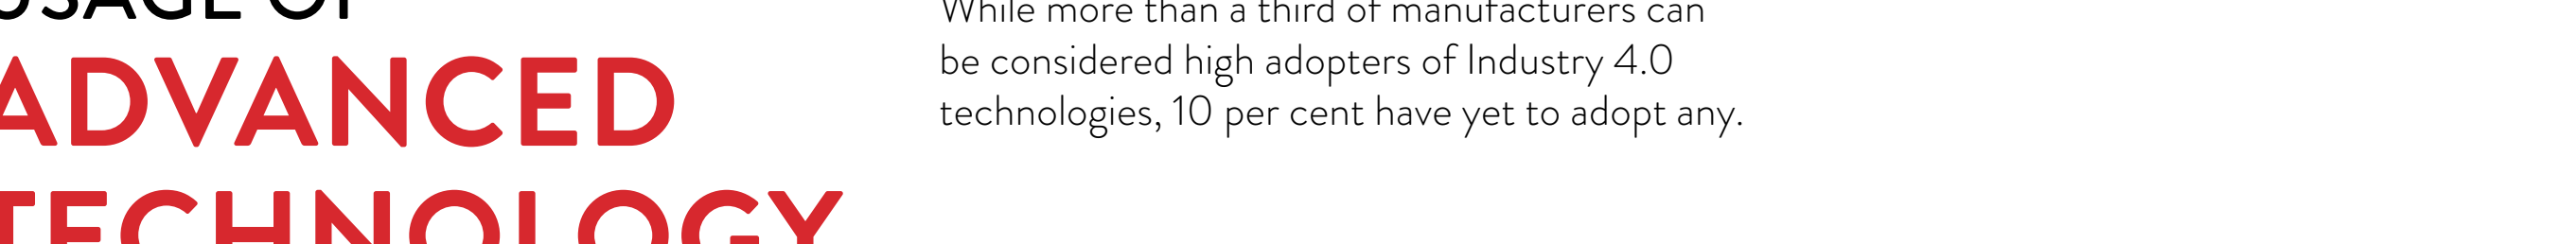 USAGE OF
ADVANCED
TECHNOLOGY
While more than a third of manufacturers can
be considered high adopters of Industry 4.0
technologies, 10 per cent have yet to adopt any.